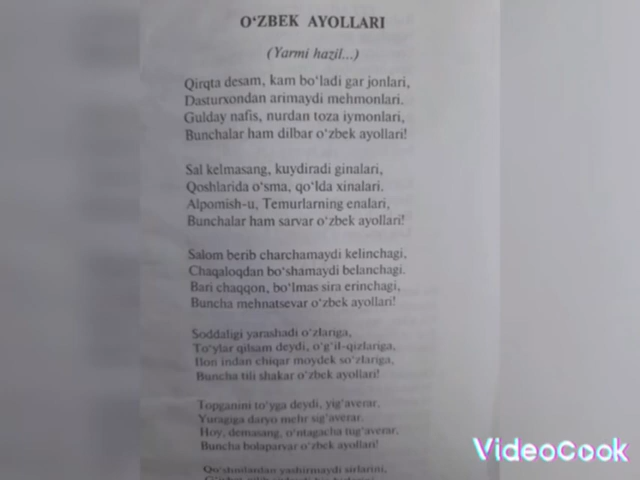 O‘ZBEK AYOLLARI
(Yarmi hazil...)
Qirqta desam, kam bo‘ladi gar jonlari,
Dasturxondan arimaydi mehmonlari.
Gulday nafis, nurdan toza iymonlari,
Bunchalar ham dilbar o‘zbek ayollari!
Sal kelmasang, kuydiradi ginalari,
Qoshlarida o‘sma, qo‘lda xinalari.
Alpomish-u, Temurlarning enalari,
Bunchalar ham sarvar o‘zbek ayollari!
Salom berib charchamaydi kelinchagi,
Chaqaloqdan bo‘shamaydi belanchagi.
Bari chaqqon, bo‘lmas sira erinchagi,
Buncha mehnatsevar o‘zbek ayollari!
Soddaligi yarashadi o‘zlariga,
To‘ylar qilsam deydi, o‘g‘il-qizlariga,
Ilon indan chiqar moydek so‘zlariga,
Buncha tili shakar o‘zbek ayollari!
Topganini to‘yga deydi, yig‘averar,
Yuragiga daryo mehr sig‘averar.
Hoy, demasang, o‘ntagacha tug‘averar,
Buncha bolaparvar o‘zbek ayollari!
Qo‘shnilardan yashirmaydi sirlarini,
VideoCook